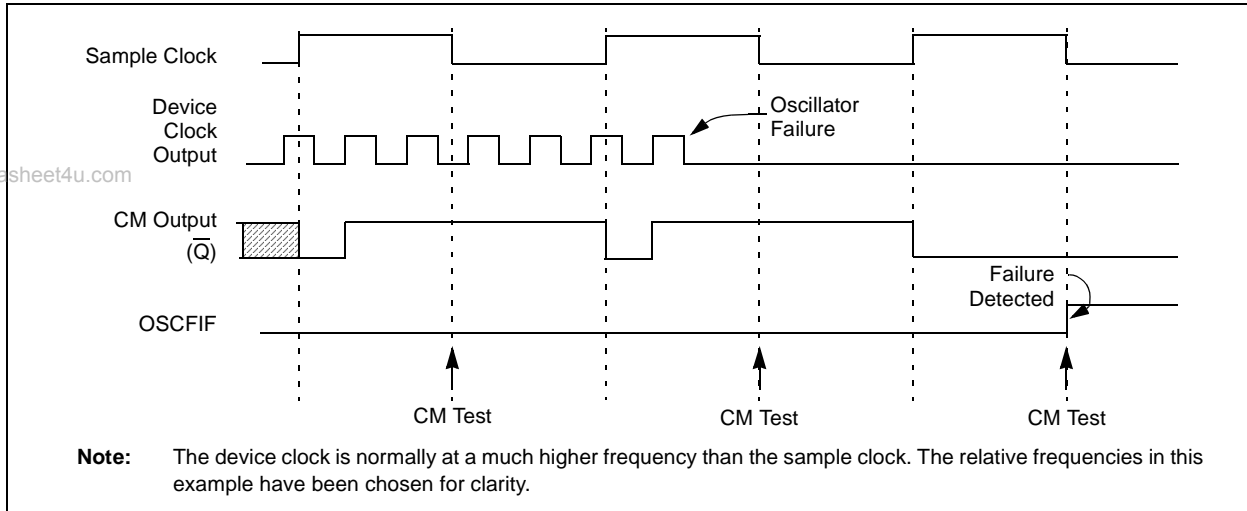 Sample Clock
Device
Clock
Output
Oscillator
Failure
asheet4u.com
CM Output
(Q̅)
Failure
Detected
OSCFIF
CM Test
CM Test
CM Test
Note: The device clock is normally at a much higher frequency than the sample clock. The relative frequencies in this
example have been chosen for clarity.